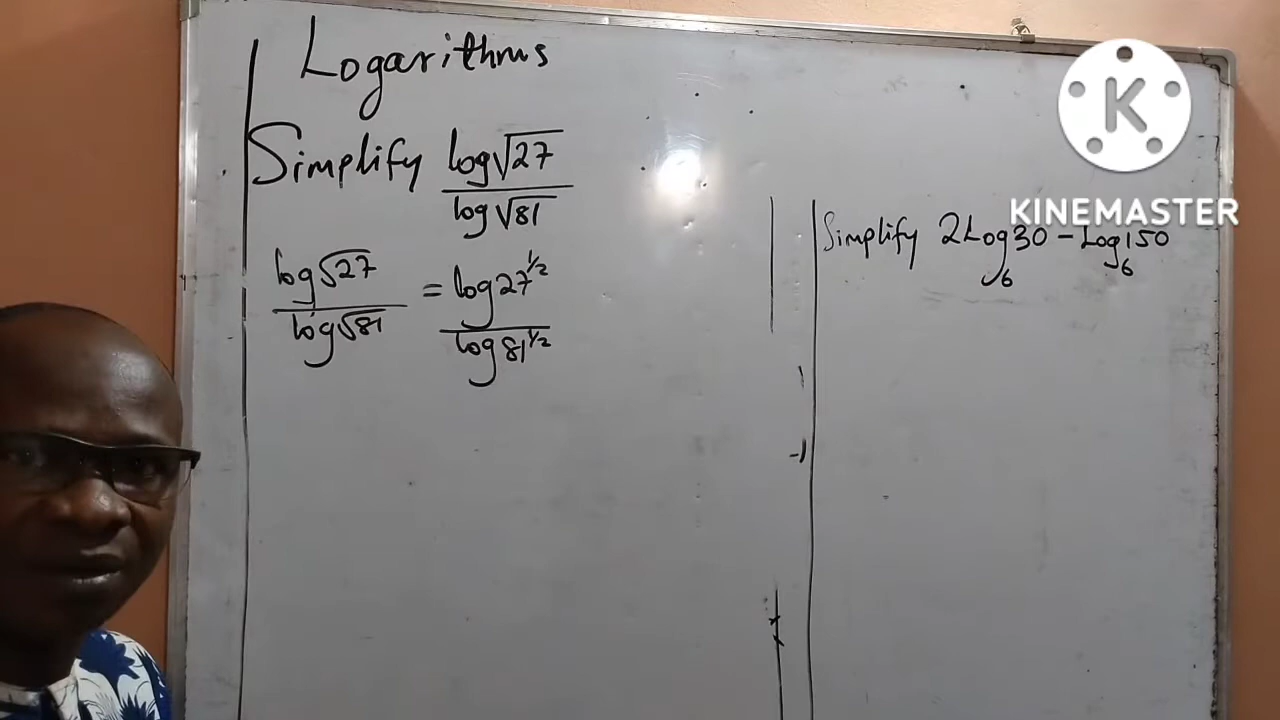 Logarithms
Simplify log√27 / log√81
log√27 / log√81 = log27^1/2 / log81^1/2
K
KINEMASTER
Simplify 2Log₆30 - Log₆150